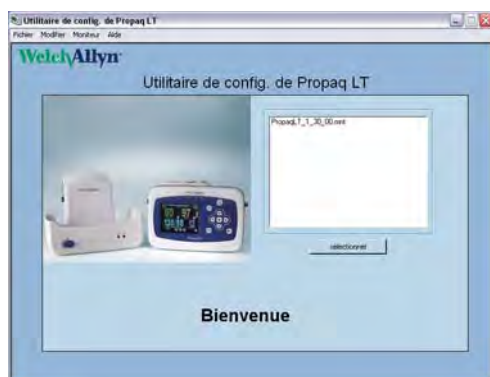 Utilitaire de config. de Propaq LT
Fichier Modifier Moniteur Aide
WelchAllyn
Utilitaire de config. de Propaq LT
PropaqLT_1_30_00.mnt
sélectionner
Bienvenue